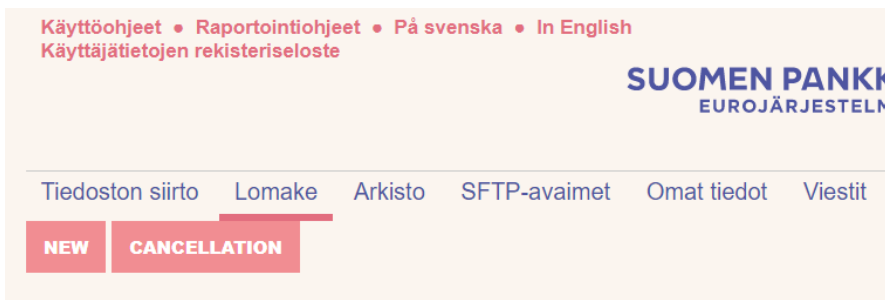 Käyttöohjeet ● Raportointiohjeet ● På svenska ● In English
Käyttäjätietojen rekisteriseloste
SUOMEN PANKK
EUROJÄRJESTELM
Tiedoston siirto Lomake Arkisto SFTP-avaimet Omat tiedot Viestit
NEW CANCELLATION